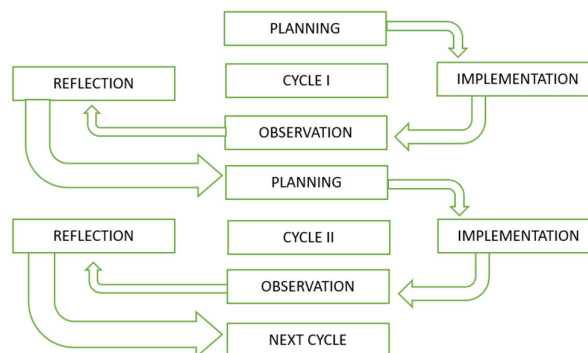 PLANNING
REFLECTION
CYCLE I
IMPLEMENTATION
OBSERVATION
PLANNING
REFLECTION
CYCLE II
IMPLEMENTATION
OBSERVATION
NEXT CYCLE